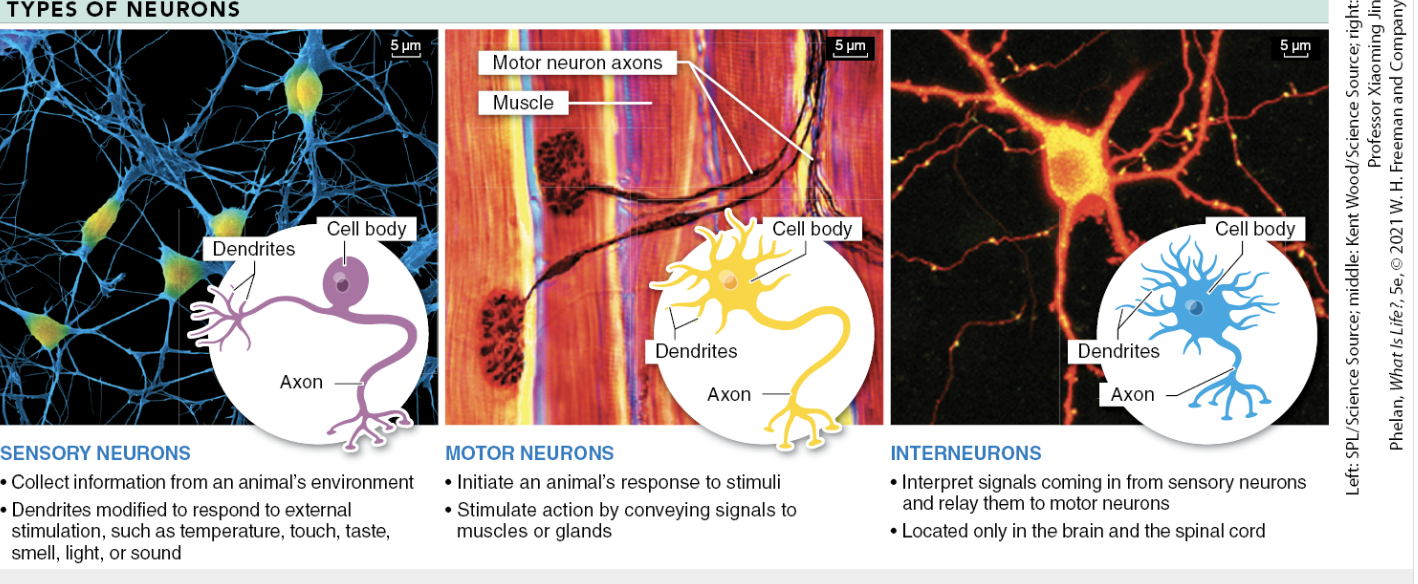 TYPES OF NEURONS
5 µm
Dendrites
Cell body
Axon
SENSORY NEURONS
• Collect information from an animal's environment
• Dendrites modified to respond to external
stimulation, such as temperature, touch, taste,
smell, light, or sound
5 µm
Motor neuron axons
Muscle
Cell body
Dendrites
Axon
MOTOR NEURONS
• Initiate an animal's response to stimuli
• Stimulate action by conveying signals to
muscles or glands
5 µm
Cell body
Dendrites
Axon
INTERNEURONS
• Interpret signals coming in from sensory neurons
and relay them to motor neurons
• Located only in the brain and the spinal cord
Left: SPL/Science Source; middle: Kent Wood/Science Source; right:
Professor Xiaoming Jin
Phelan, What Is Life?, 5e, © 2021 W. H. Freeman and Company